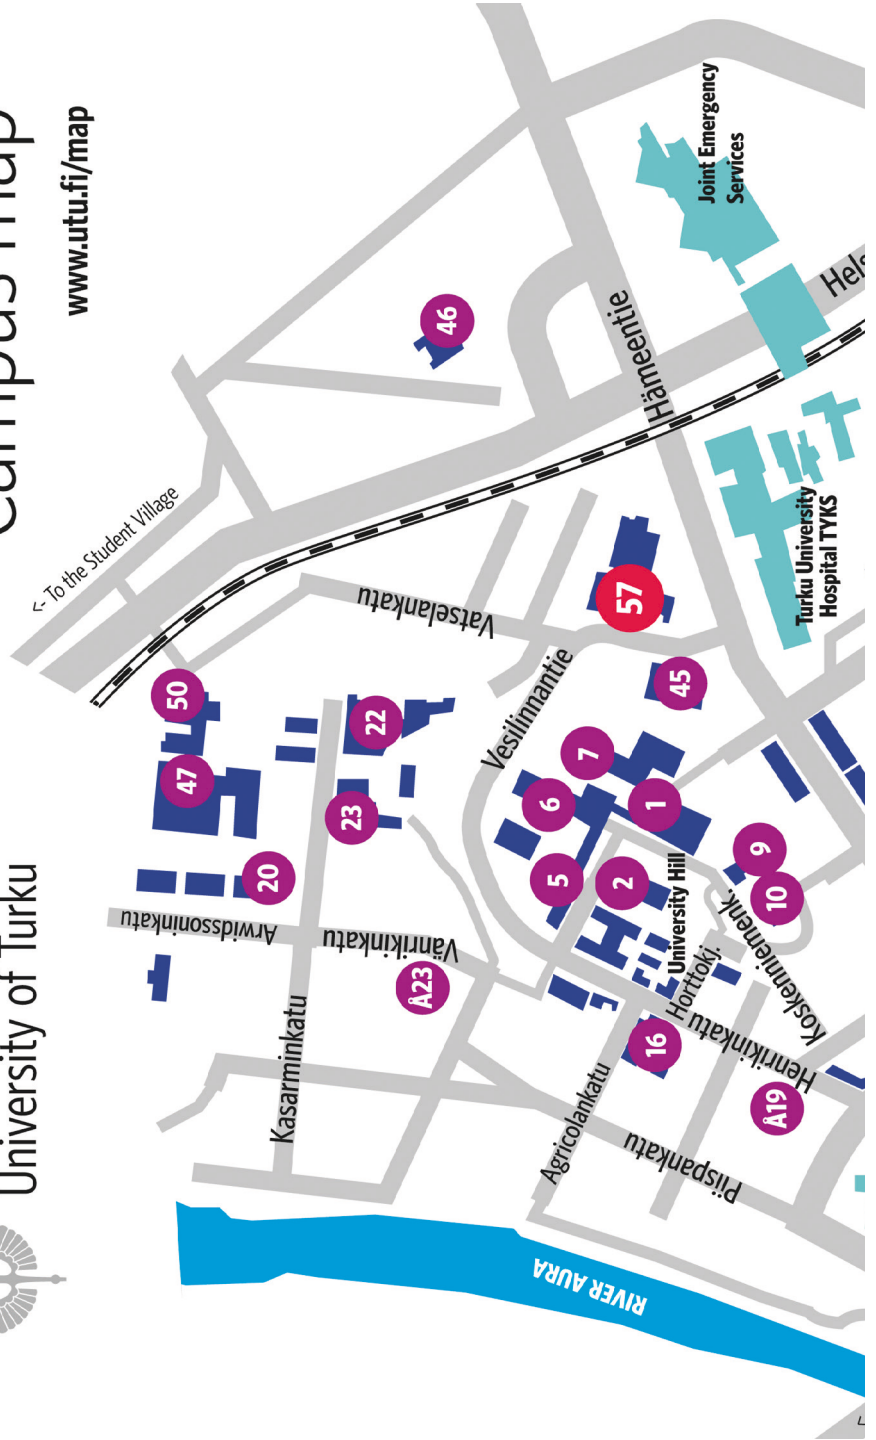 University of Turku
Campus map
www.utu.fi/map
<- To the Student Village
50
47
20
22
23
46
Å23
Arwidssoninkatu
Vänrikinkatu
Kasarminkatu
Vatselankatu
Vesilinnantie
Hämeentie
57
45
7
6
1
5
2
9
10
16
Å19
University Hill
Horttokj.
Koskenniemenk.
Henrikinkatu
Agricolankatu
Piispankatu
RIVER AURA
Joint Emergency
Services
Turku University
Hospital TYKS
Hels